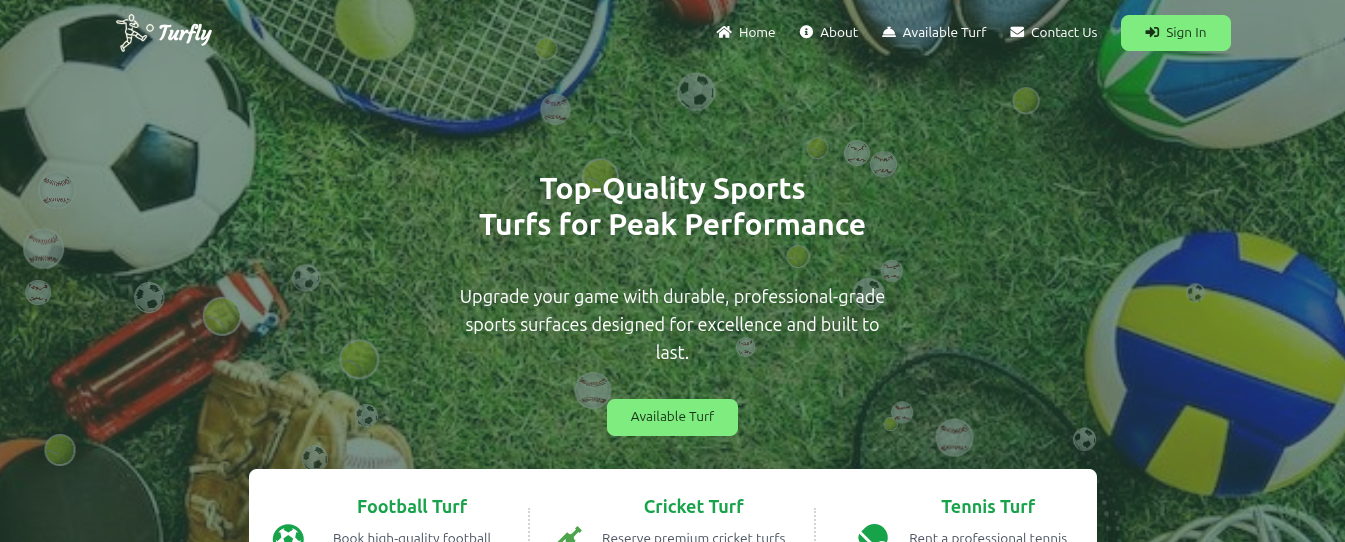 Turfly
Home
About
Available Turf
Contact Us
Sign In
Top-Quality Sports
Turfs for Peak Performance
Upgrade your game with durable, professional-grade
sports surfaces designed for excellence and built to
last.
Available Turf
Football Turf
Cricket Turf
Tennis Turf
Book high-quality football
Reserve premium cricket turfs
Rent a professional tennis